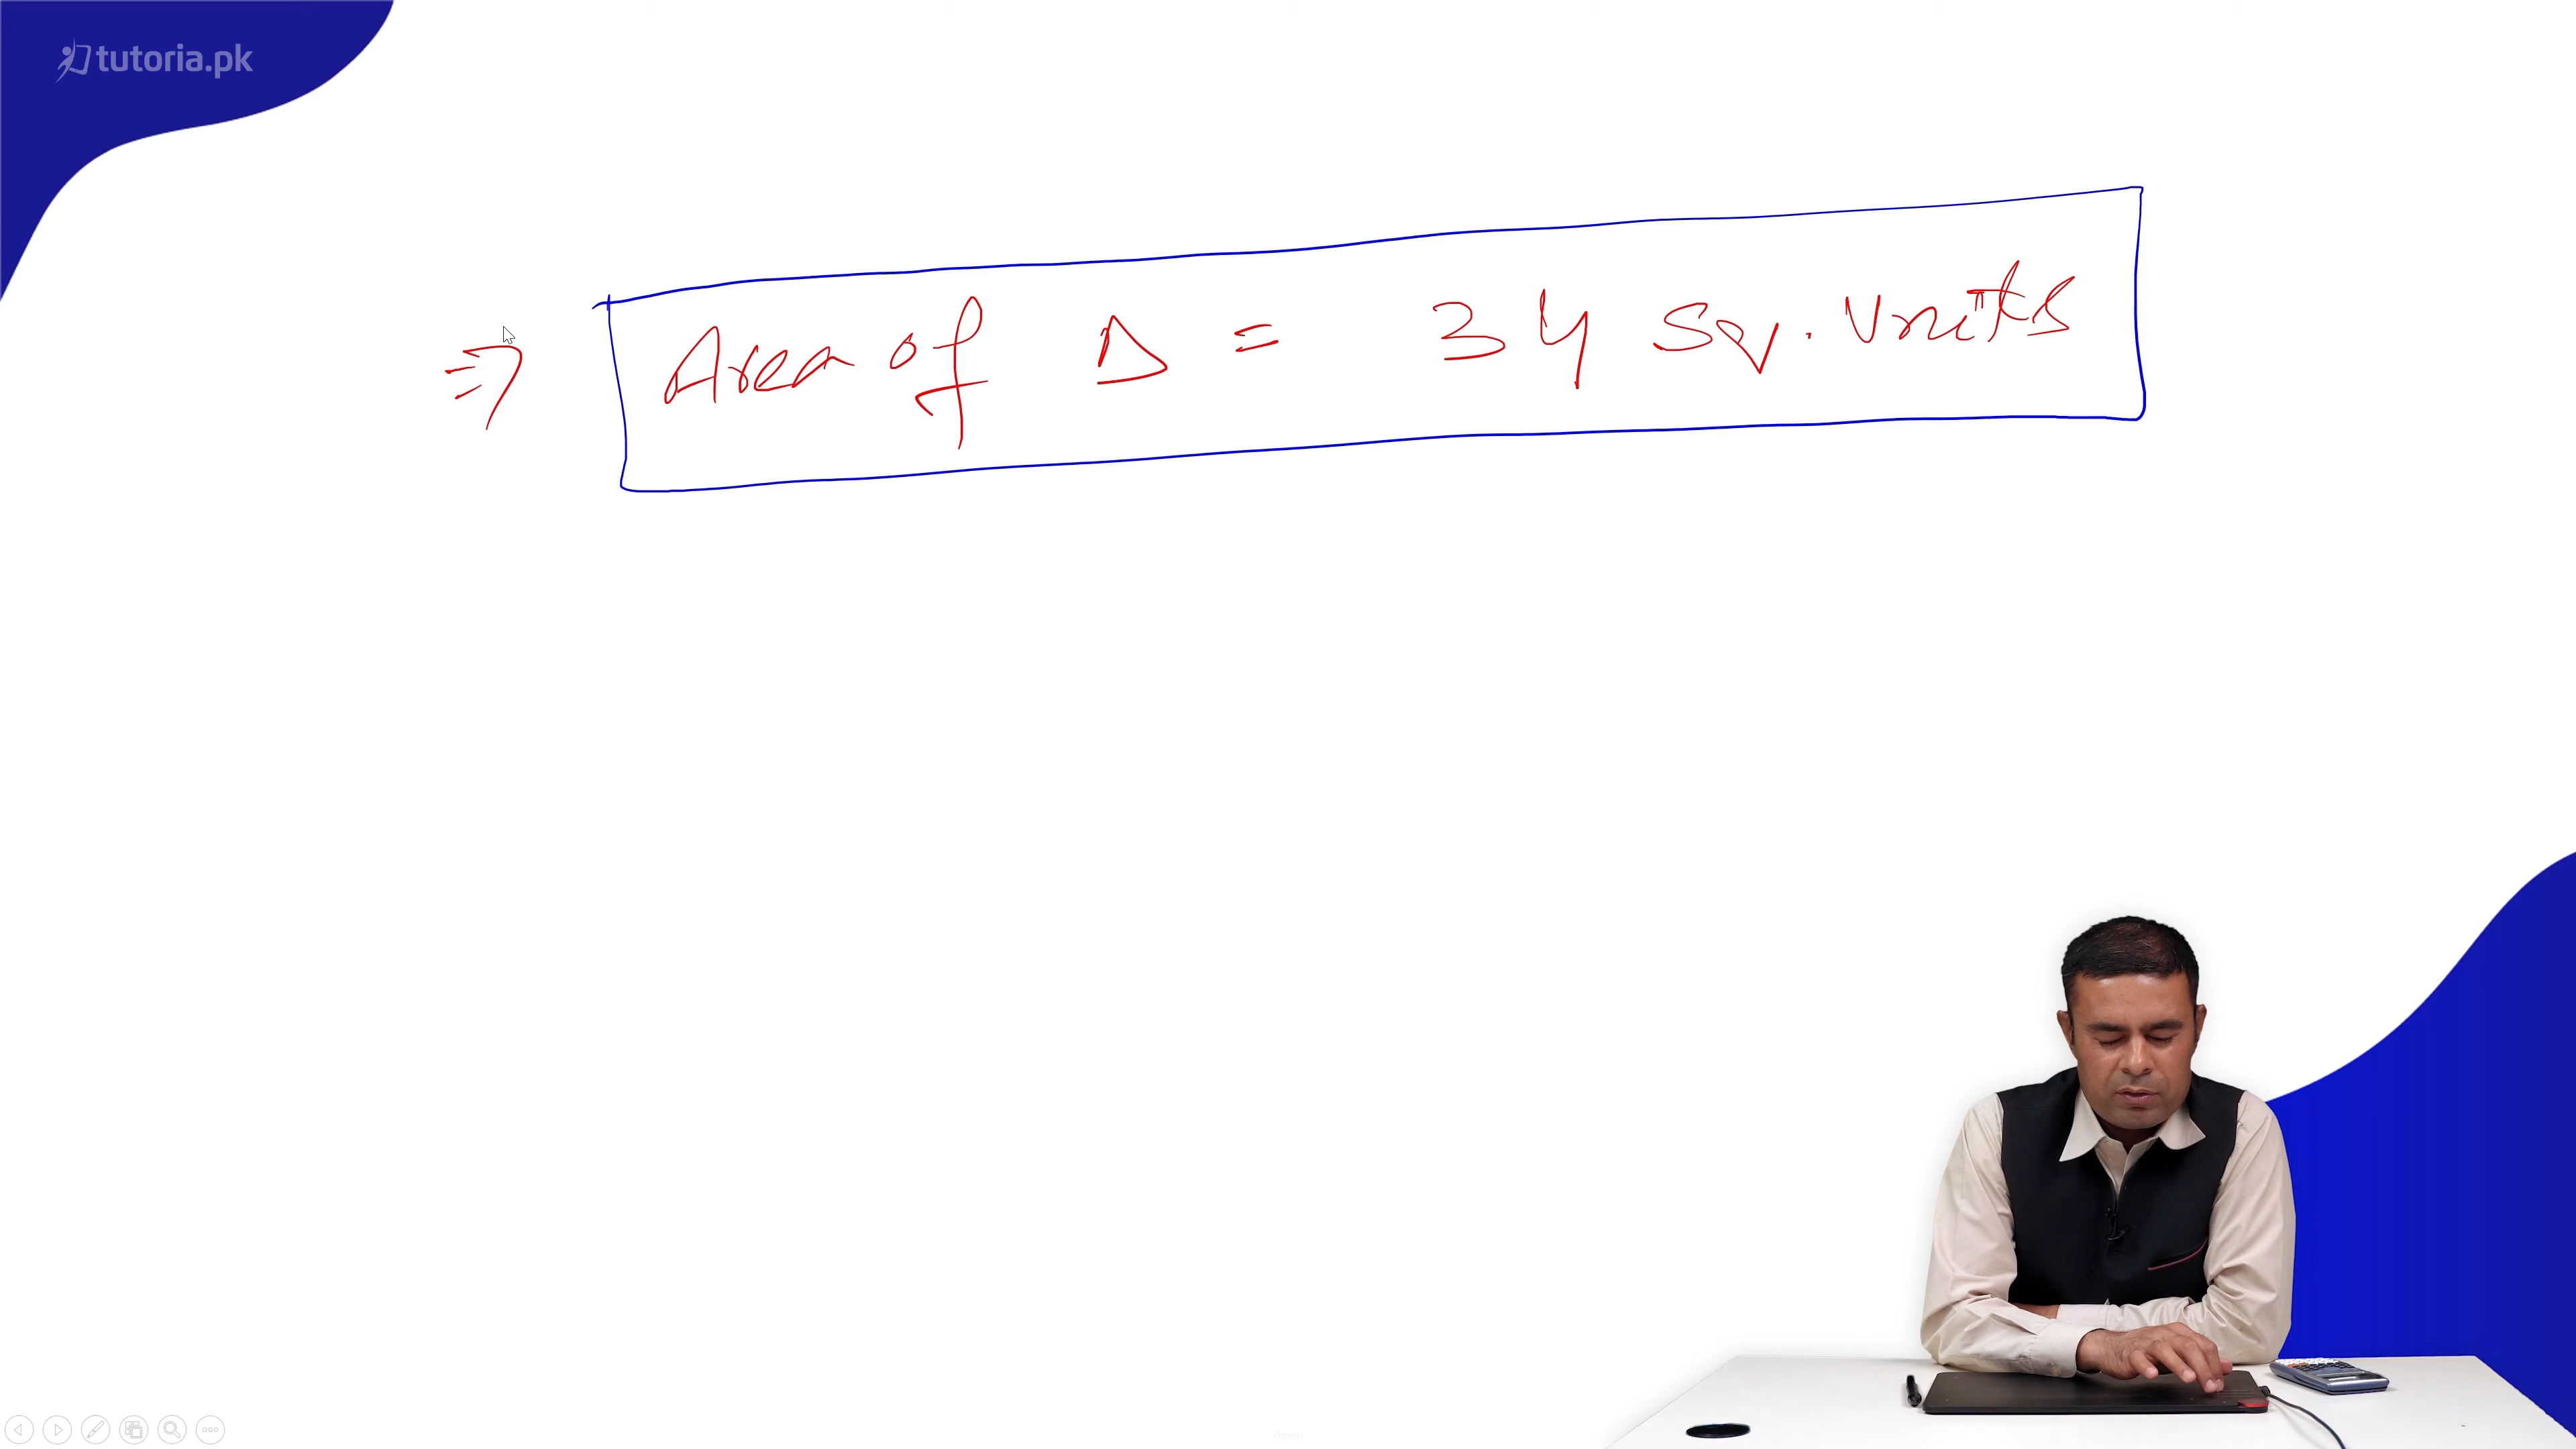 tutoria.pk
⇒ Area of Δ = 34 Sq. Units